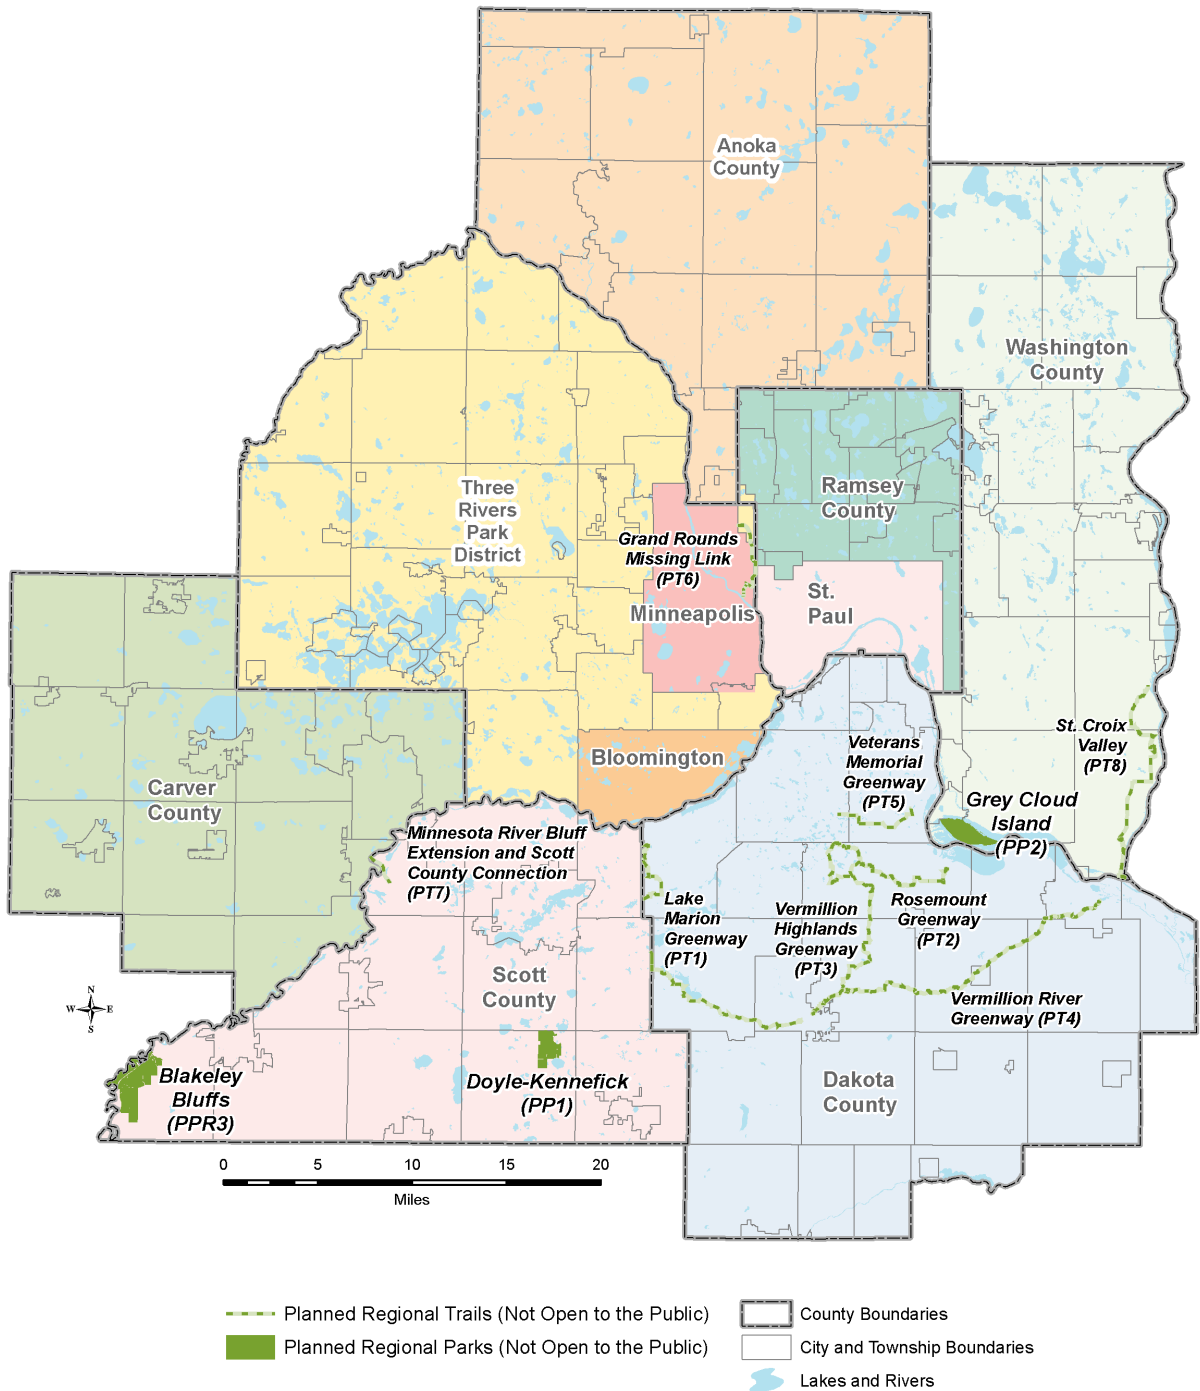 Anoka
County
Washington
County
Three
Rivers
Park
District
Ramsey
County
Grand Rounds
Missing Link
(PT6)
Minneapolis
St.
Paul
St. Croix
Valley
(PT8)
Veterans
Memorial
Greenway
(PT5)
Bloomington
Carver
County
Grey Cloud
Island
(PP2)
Minnesota River Bluff
Extension and Scott
County Connection
(PT7)
Lake
Marion
Greenway
(PT1)
Vermillion
Highlands
Greenway
(PT3)
Rosemount
Greenway
(PT2)
Scott
County
Vermillion River
Greenway (PT4)
N
W E
S
Blakeley
Bluffs
(PPR3)
Doyle-Kennefick
(PP1)
Dakota
County
0 5 10 15 20
Miles
Planned Regional Trails (Not Open to the Public)
Planned Regional Parks (Not Open to the Public)
County Boundaries
City and Township Boundaries
Lakes and Rivers